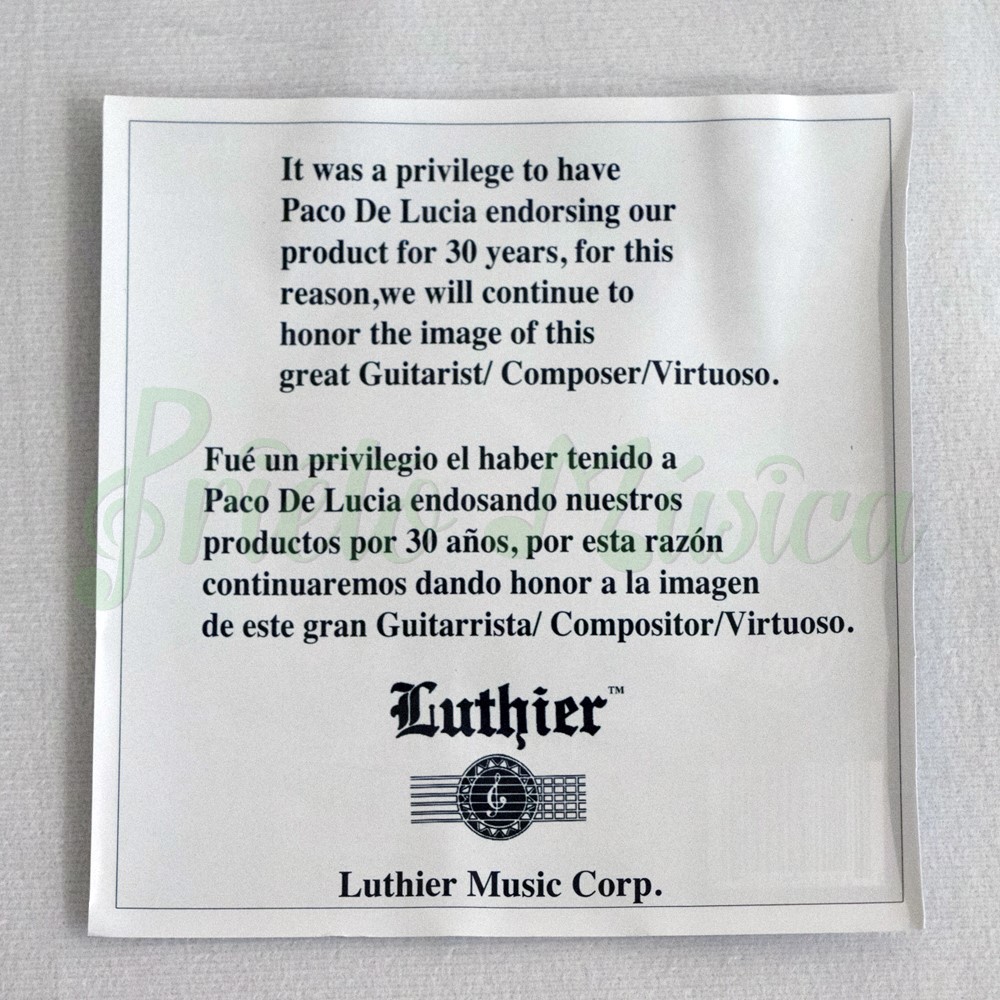 It was a privilege to have
Paco De Lucia endorsing our
product for 30 years, for this
reason,we will continue to
honor the image of this
great Guitarist/ Composer/Virtuoso.
Fué un privilegio el haber tenido a
Paco De Lucia endosando nuestros
productos por 30 años, por esta razón
continuaremos dando honor a la imagen
de este gran Guitarrista/ Compositor/Virtuoso.
Prieto Música
Luthier™
Luthier Music Corp.